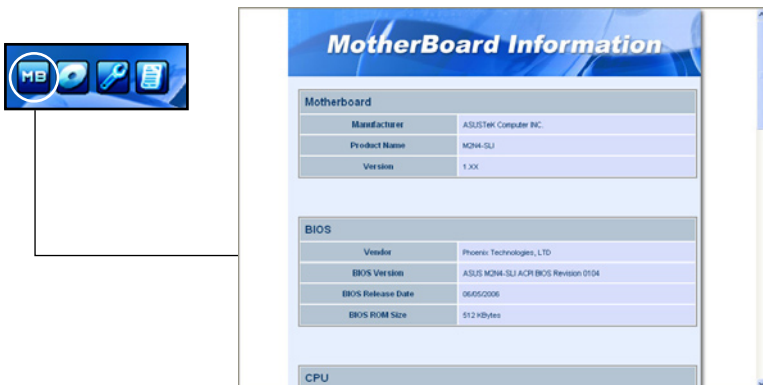 MB
MotherBoard Information
Motherboard
Manufacturer ASUSTeK Computer INC.
Product Name M2N4-SLI
Version 1.XX
BIOS
Vendor Phoenix Technologies, LTD
BIOS Version ASUS M2N4-SLI ACPI BIOS Revision 0104
BIOS Release Date 06/05/2006
BIOS ROM Size 512 KBytes
CPU